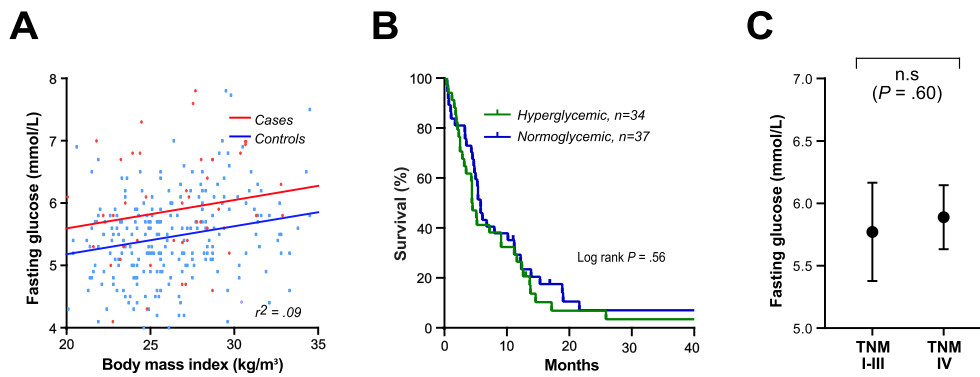 A
Fasting glucose (mmol/L)
8
7
6
5
4
20
25
30
35
Body mass index (kg/m³)
Cases
Controls
r² = .09
B
Survival (%)
100
80
60
40
20
0
0
10
20
30
40
Months
Hyperglycemic, n=34
Normoglycemic, n=37
Log rank P = .56
C
Fasting glucose (mmol/L)
7.0
6.5
6.0
5.5
5.0
n.s
(P = .60)
TNM
I-III
TNM
IV